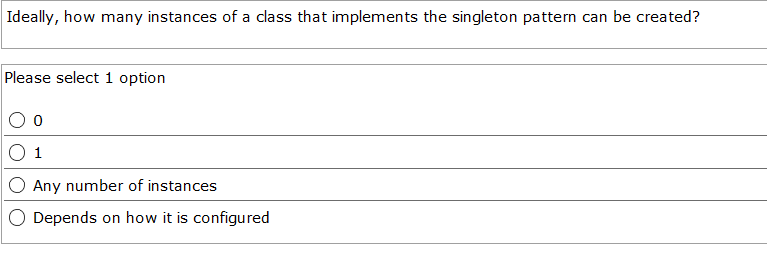 Ideally, how many instances of a class that implements the singleton pattern can be created?
Please select 1 option
0
1
Any number of instances
Depends on how it is configured